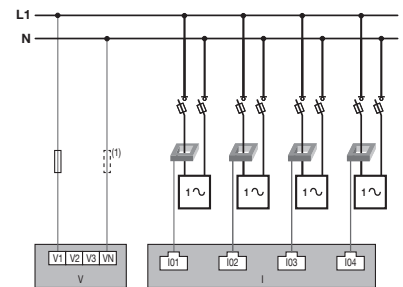 L1
N
(1)
1∿ 1∿ 1∿ 1∿
V1 V2 V3 VN
I01 I02 I03 I04
V I